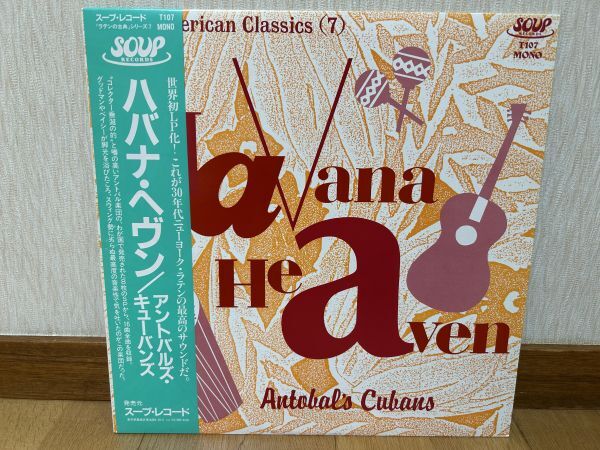 スープ・レコード T107
「ラテンの古典」シリーズ⑦ MONO
SOUP
RECORDS
ハバナ・ヘヴン/アントバルズ・
キューバンズ
世界初LP化!これが30年代ニューヨーク・ラテンの最高のサウンドだ。
発売元
スープ・レコード
erican Classics (7)
SOUP
RECORDS
T107
MONO
avana
Heaven
Antobal's Cubans